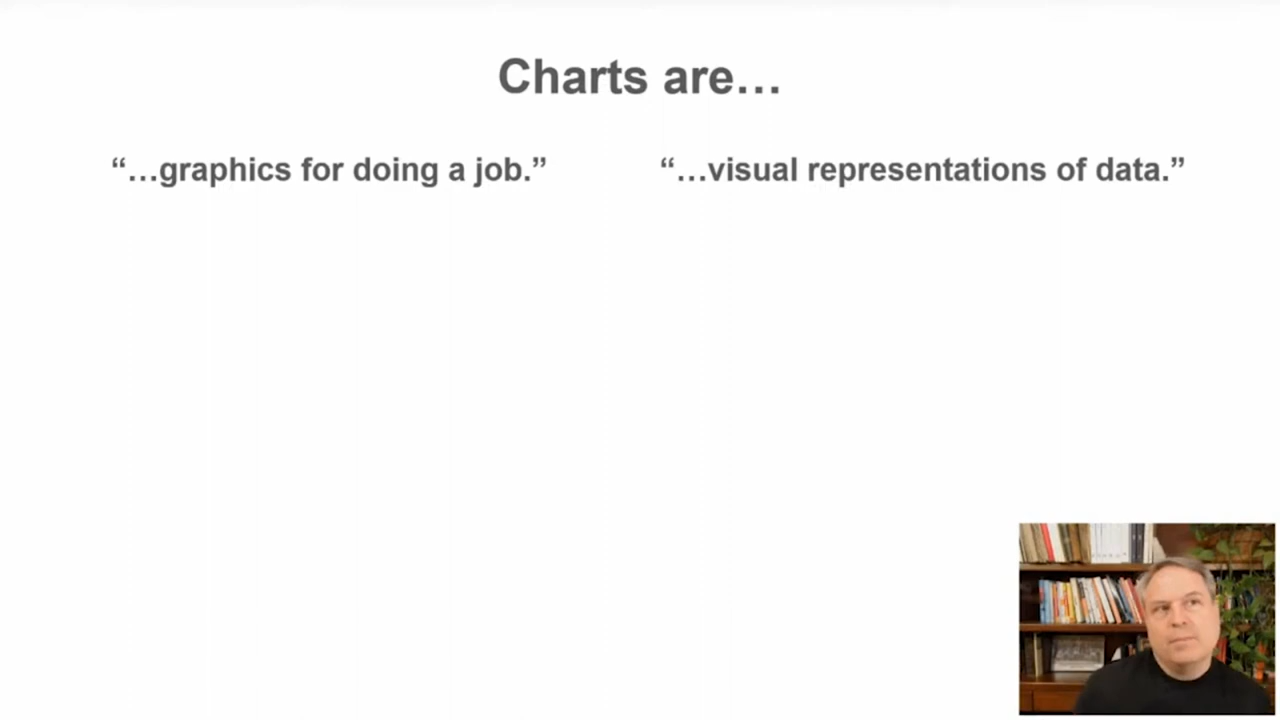 Charts are…
“…graphics for doing a job.”
“…visual representations of data.”